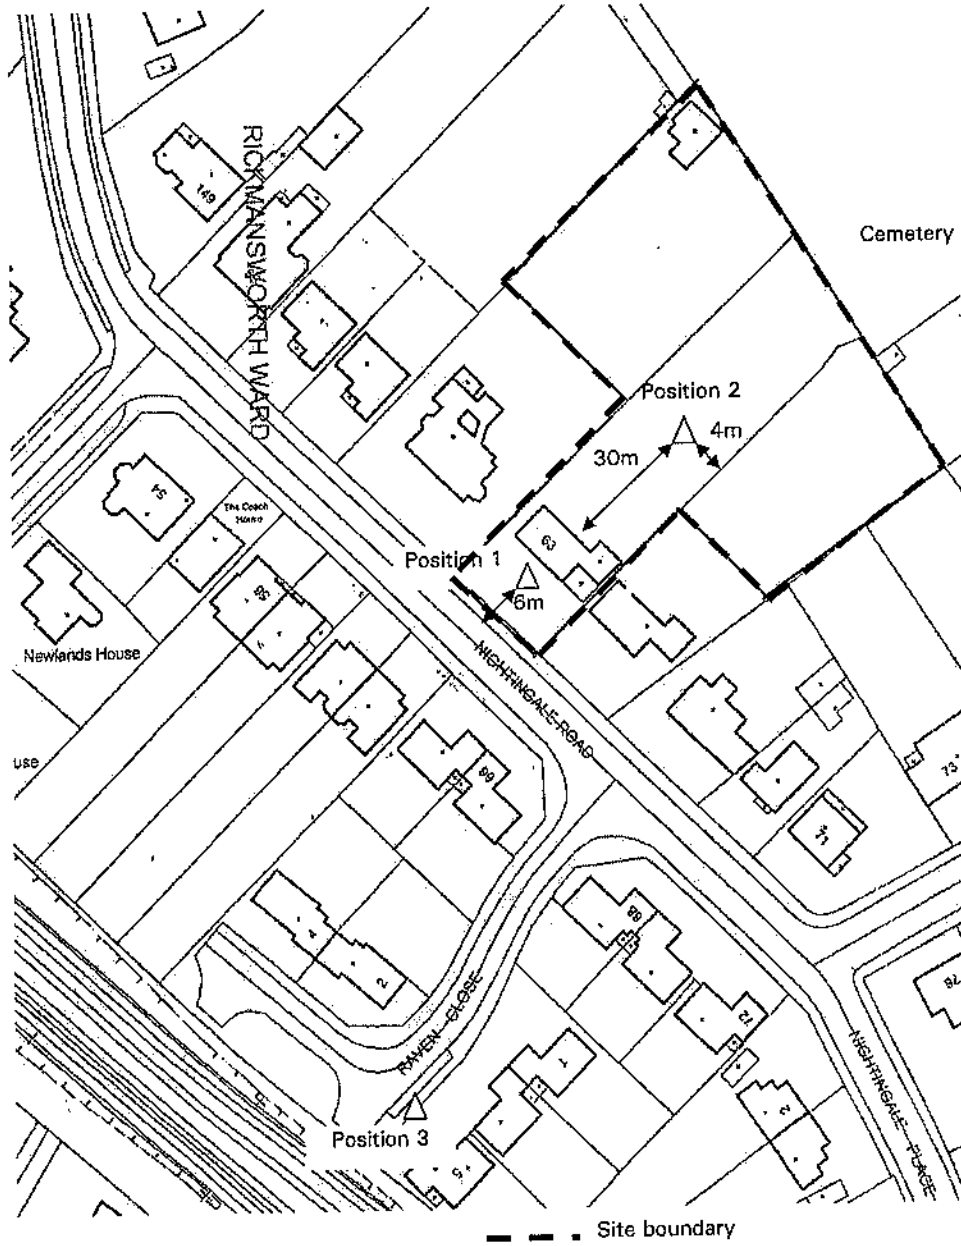 RICKMANSWORTH WARD
149
Cemetery
Position 2
4m
30m
63
Position 1
6m
54
The Coach
House
Newlands House
NIGHTINGALE ROAD
use
73
71
66
68
4
2
RAVEN CLOSE
72
78
1
NIGHTINGALE PLACE
2
Position 3
5
Site boundary